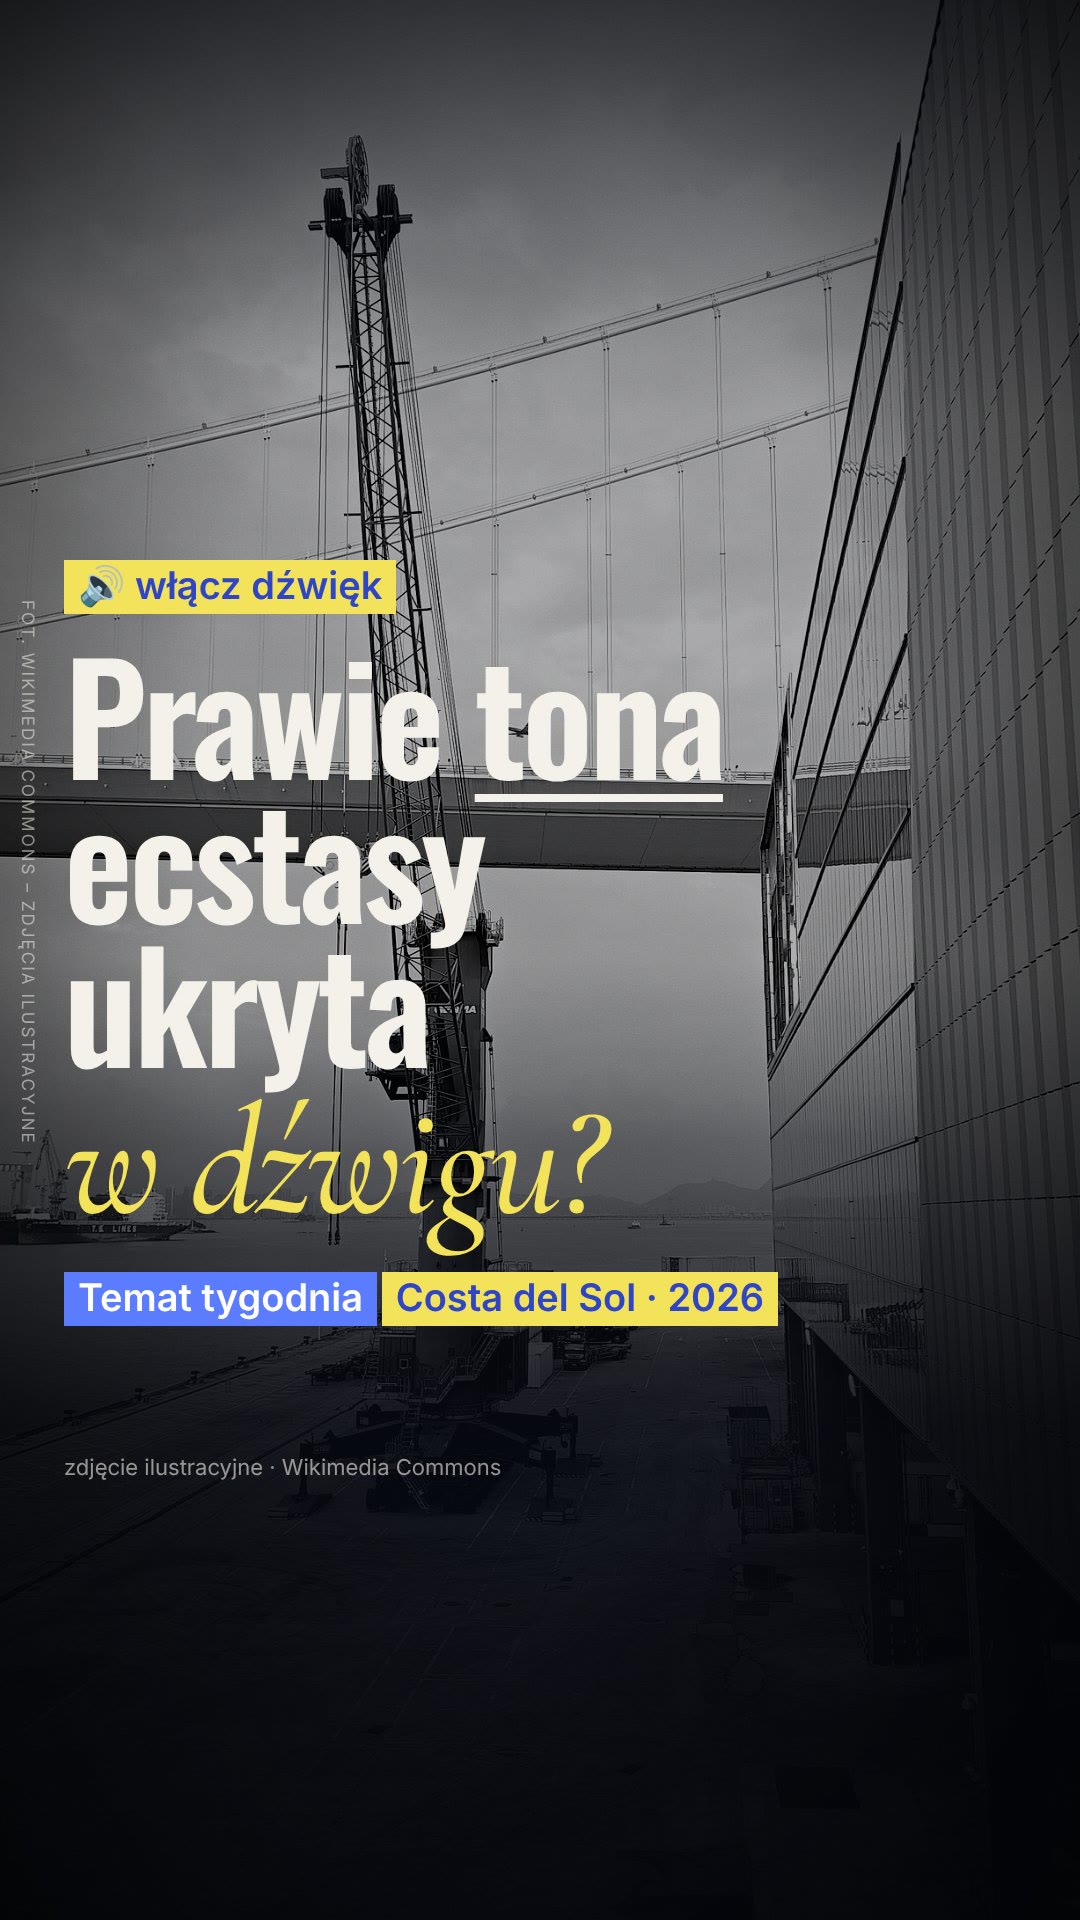 🔊 włącz dźwięk
Prawie tona
ecstasy
ukryta
w dźwigu?
Temat tygodnia Costa del Sol · 2026
zdjęcie ilustracyjne · Wikimedia Commons
FOT. WIKIMEDIA COMMONS – ZDJĘCIA ILUSTRACYJNE
T.S. LINES